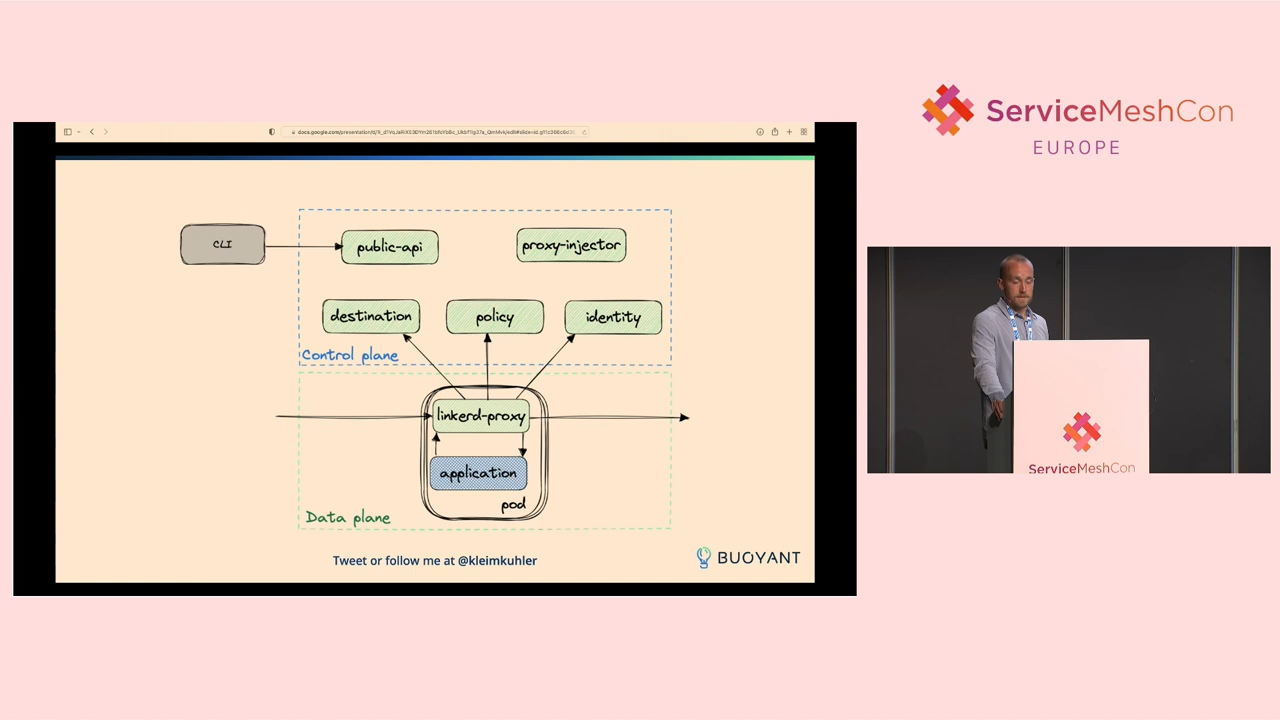 ServiceMeshCon
EUROPE
CLI
public-api
proxy-injector
destination
policy
identity
Control plane
linkerd-proxy
application
pod
Data plane
Tweet or follow me at @kleimkuhler
BUOYANT
ServiceMeshCon